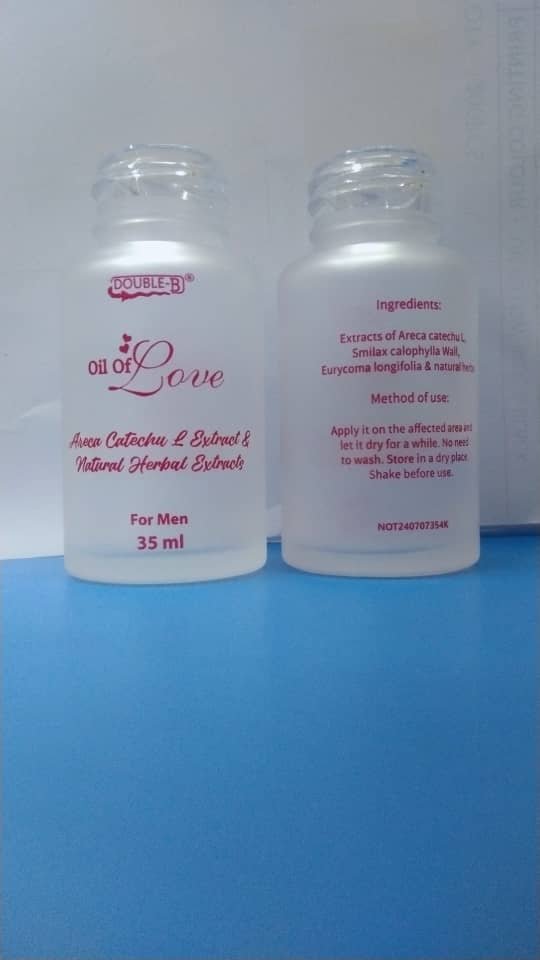 DOUBLE-B®
Oil Of Love
Areca Catechu L Extract &
Natural Herbal Extracts
For Men
35 ml
Ingredients:
Extracts of Areca catechu L,
Smilax calophylla Wall,
Eurycoma longifolia & natural herbs
Method of use:
Apply it on the affected area and
let it dry for a while. No need
to wash. Store in a dry place.
Shake before use.
NOT240707354K